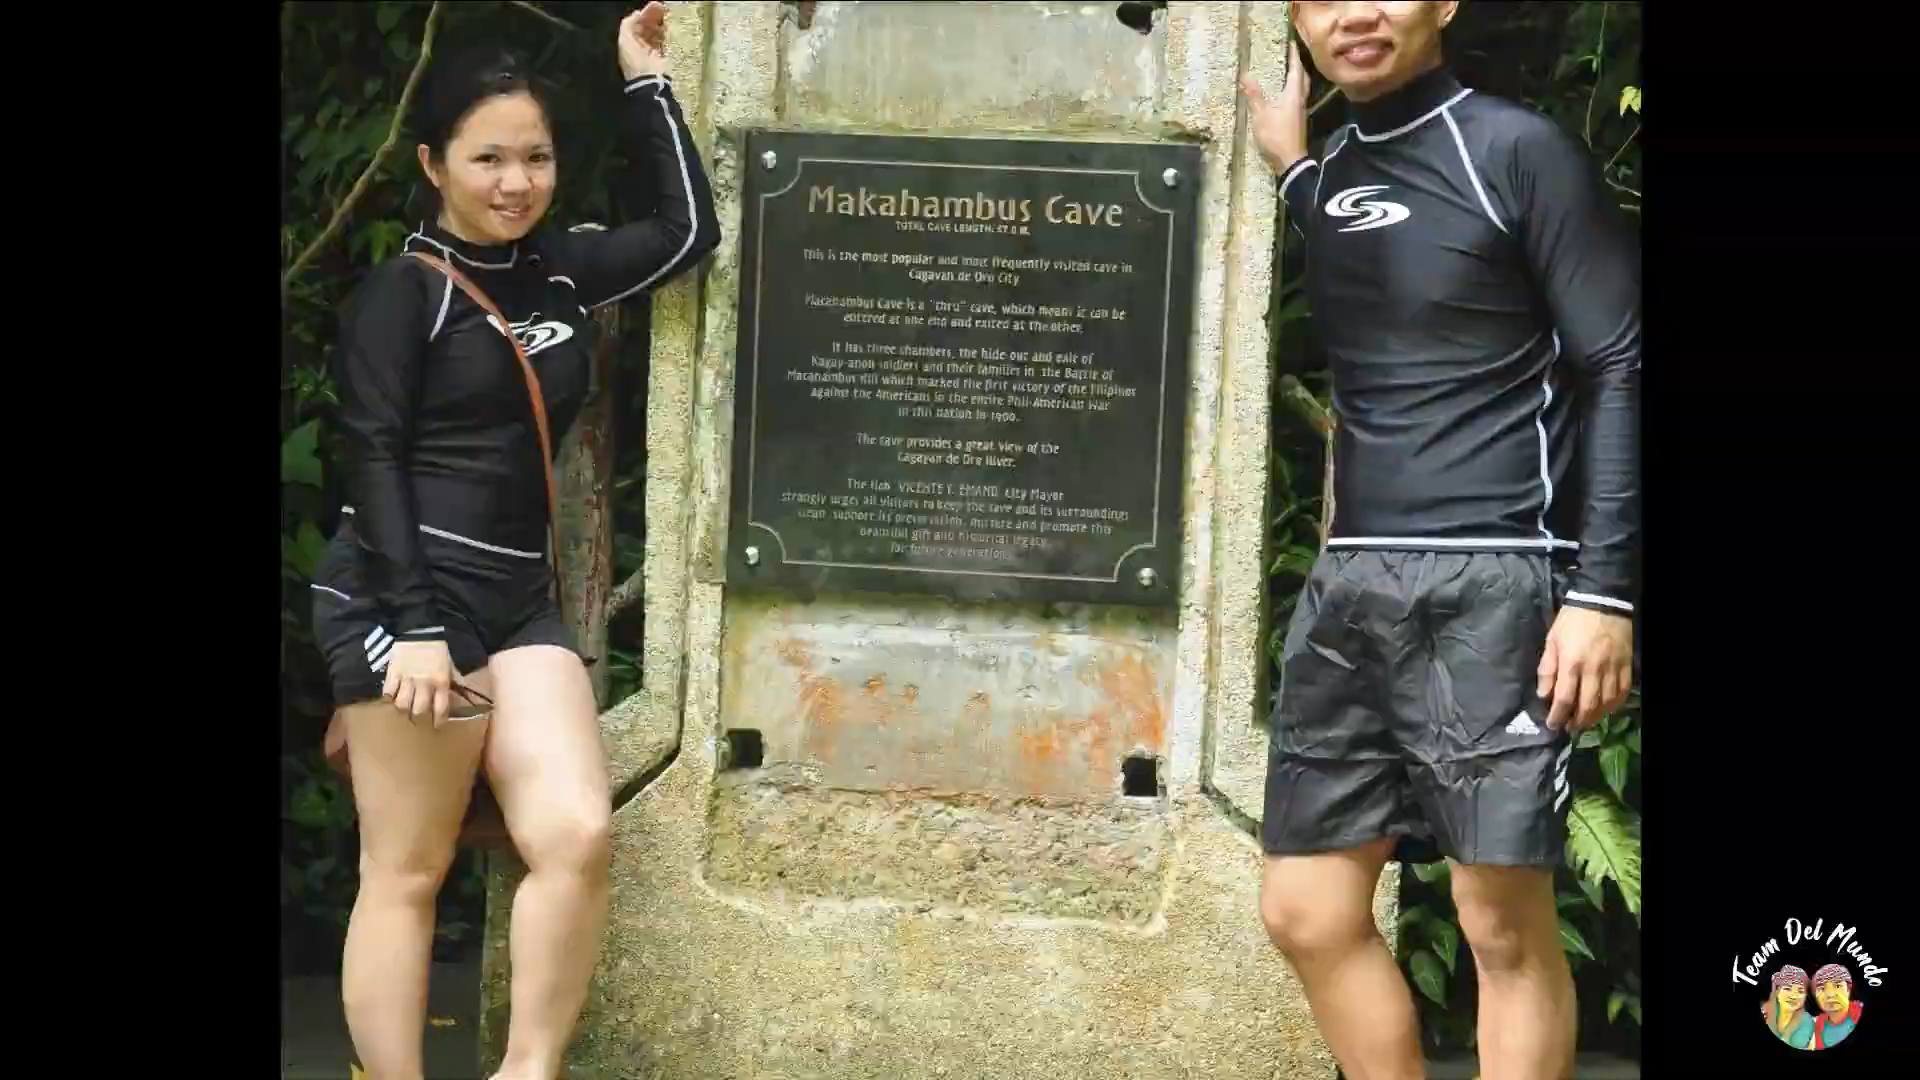 Makahambus Cave
TOTAL CAVE LENGTH: 47.0 M.
This is the most popular and most frequently visited cave in
Cagayan de Oro City
Macahambus Cave is a "thru" cave, which means it can be
entered at one end and exited at the other.
It has three chambers, the hide out and exit of
Kagay-anon soldiers and their families in the Battle of
Macahambus Hill which marked the first victory of the Filipinos
against the Americans in the entire Phil-American War
in this nation in 1900.
The cave provides a great view of the
Cagayan de Oro River.
The Hon. VICENTE Y. EMANO, City Mayor
strongly urges all visitors to keep the cave and its surroundings
clean, support its preservation, nurture and promote this
beautiful gift and historical legacy
for future generations.
Team Del Mundo